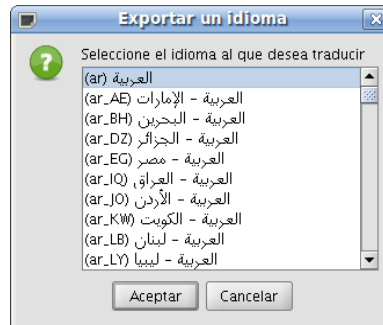 Exportar un idioma
Seleccione el idioma al que desea traducir
العربية (ar)
العربية - الإمارات (ar_AE)
العربية - البحرين (ar_BH)
العربية - الجزائر (ar_DZ)
العربية - مصر (ar_EG)
العربية - العراق (ar_IQ)
العربية - الأردن (ar_JO)
العربية - الكويت (ar_KW)
العربية - لبنان (ar_LB)
العربية - ليبيا (ar_LY)
Aceptar Cancelar